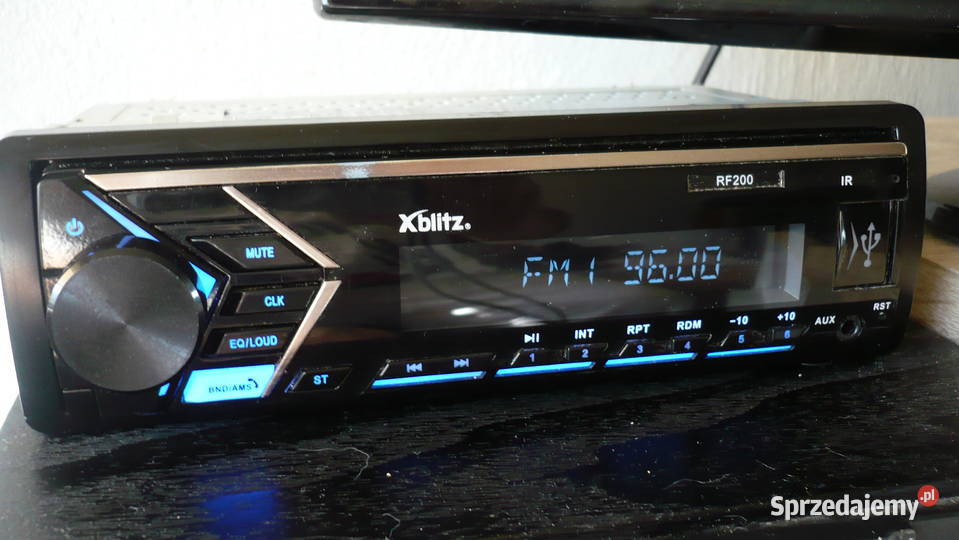 RF200
IR
Xblitz®
MUTE
FM1 96.00
CLK
EQ/LOUD
BND/AMS
ST
INT
RPT
RDM
-10
+10
1
2
3
4
5
6
AUX
RST
Sprzedajemy.pl